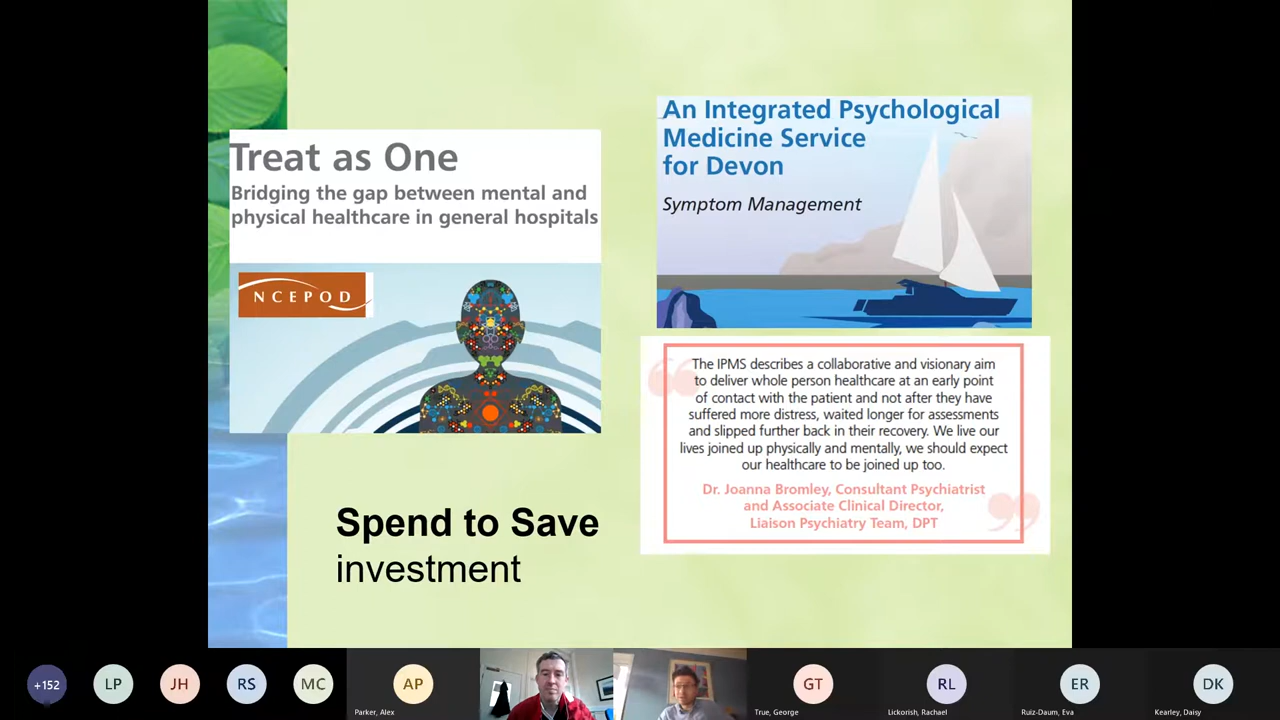 Treat as One
Bridging the gap between mental and
physical healthcare in general hospitals
NCEPOD
Spend to Save
investment
An Integrated Psychological
Medicine Service
for Devon
Symptom Management
“
The IPMS describes a collaborative and visionary aim
to deliver whole person healthcare at an early point
of contact with the patient and not after they have
suffered more distress, waited longer for assessments
and slipped further back in their recovery. We live our
lives joined up physically and mentally, we should expect
our healthcare to be joined up too.
Dr. Joanna Bromley, Consultant Psychiatrist
and Associate Clinical Director,
Liaison Psychiatry Team, DPT
”
+152
LP
JH
RS
MC
AP
Parker, Alex
GT
True, George
RL
Lickorish, Rachael
ER
Ruiz-Daum, Eva
DK
Kearley, Daisy